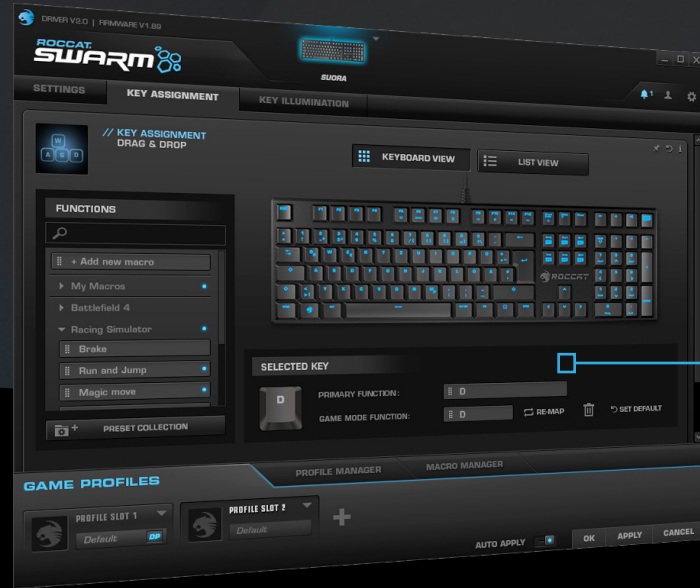 DRIVER V2.0 | FIRMWARE V1.89
ROCCAT
SWARM
SUORA
SETTINGS
KEY ASSIGNMENT
KEY ILLUMINATION
1
// KEY ASSIGNMENT
DRAG & DROP
KEYBOARD VIEW
LIST VIEW
W
A S D
FUNCTIONS
+ Add new macro
My Macros
Battlefield 4
Racing Simulator
Brake
Run and Jump
Magic move
PRESET COLLECTION
ROCCAT
SELECTED KEY
D
PRIMARY FUNCTION:
D
GAME MODE FUNCTION:
D
RE-MAP
SET DEFAULT
GAME PROFILES
PROFILE MANAGER
MACRO MANAGER
PROFILE SLOT 1
Default
DP
PROFILE SLOT 2
Default
AUTO APPLY
OK
APPLY
CANCEL